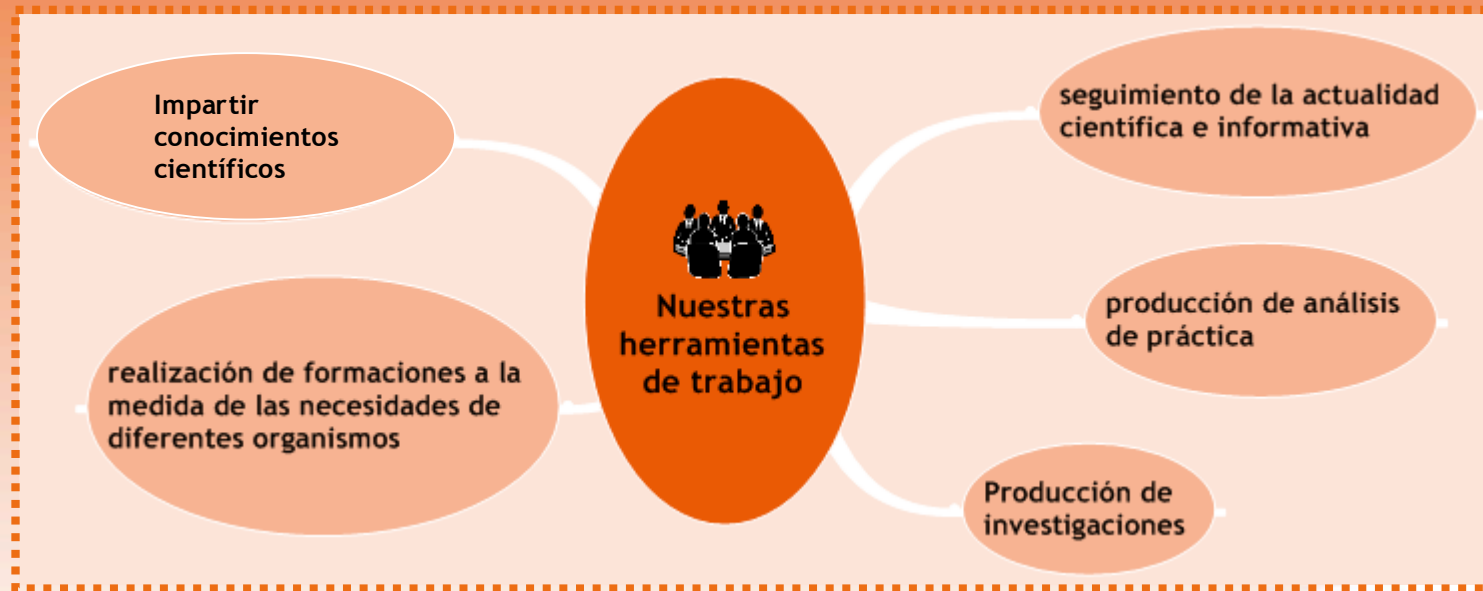 Impartir
conocimientos
científicos
realización de formaciones a la
medida de las necesidades de
diferentes organismos
Nuestras
herramientas
de trabajo
seguimiento de la actualidad
científica e informativa
producción de análisis
de práctica
Producción de
investigaciones